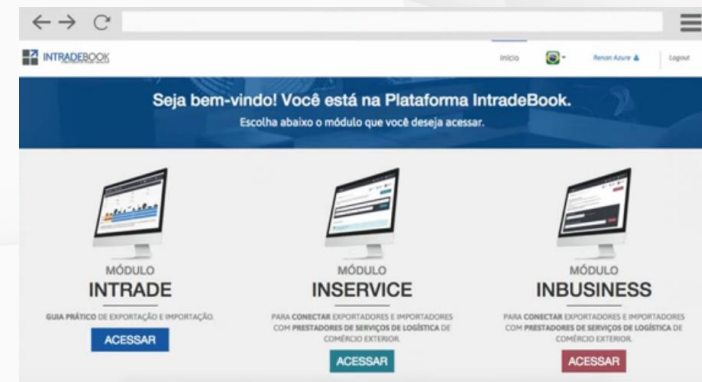 INTRADEBOOK
Início
Renan Azure
Logout
Seja bem-vindo! Você está na Plataforma IntradeBook.
Escolha abaixo o módulo que você deseja acessar.
MÓDULO
INTRADE
GUIA PRÁTICO DE EXPORTAÇÃO E IMPORTAÇÃO.
ACESSAR
MÓDULO
INSERVICE
PARA CONECTAR EXPORTADORES E IMPORTADORES
COM PRESTADORES DE SERVIÇOS DE LOGÍSTICA DE
COMÉRCIO EXTERIOR.
ACESSAR
MÓDULO
INBUSINESS
PARA CONECTAR EXPORTADORES E IMPORTADORES
COM PRESTADORES DE SERVIÇOS DE LOGÍSTICA DE
COMÉRCIO EXTERIOR.
ACESSAR